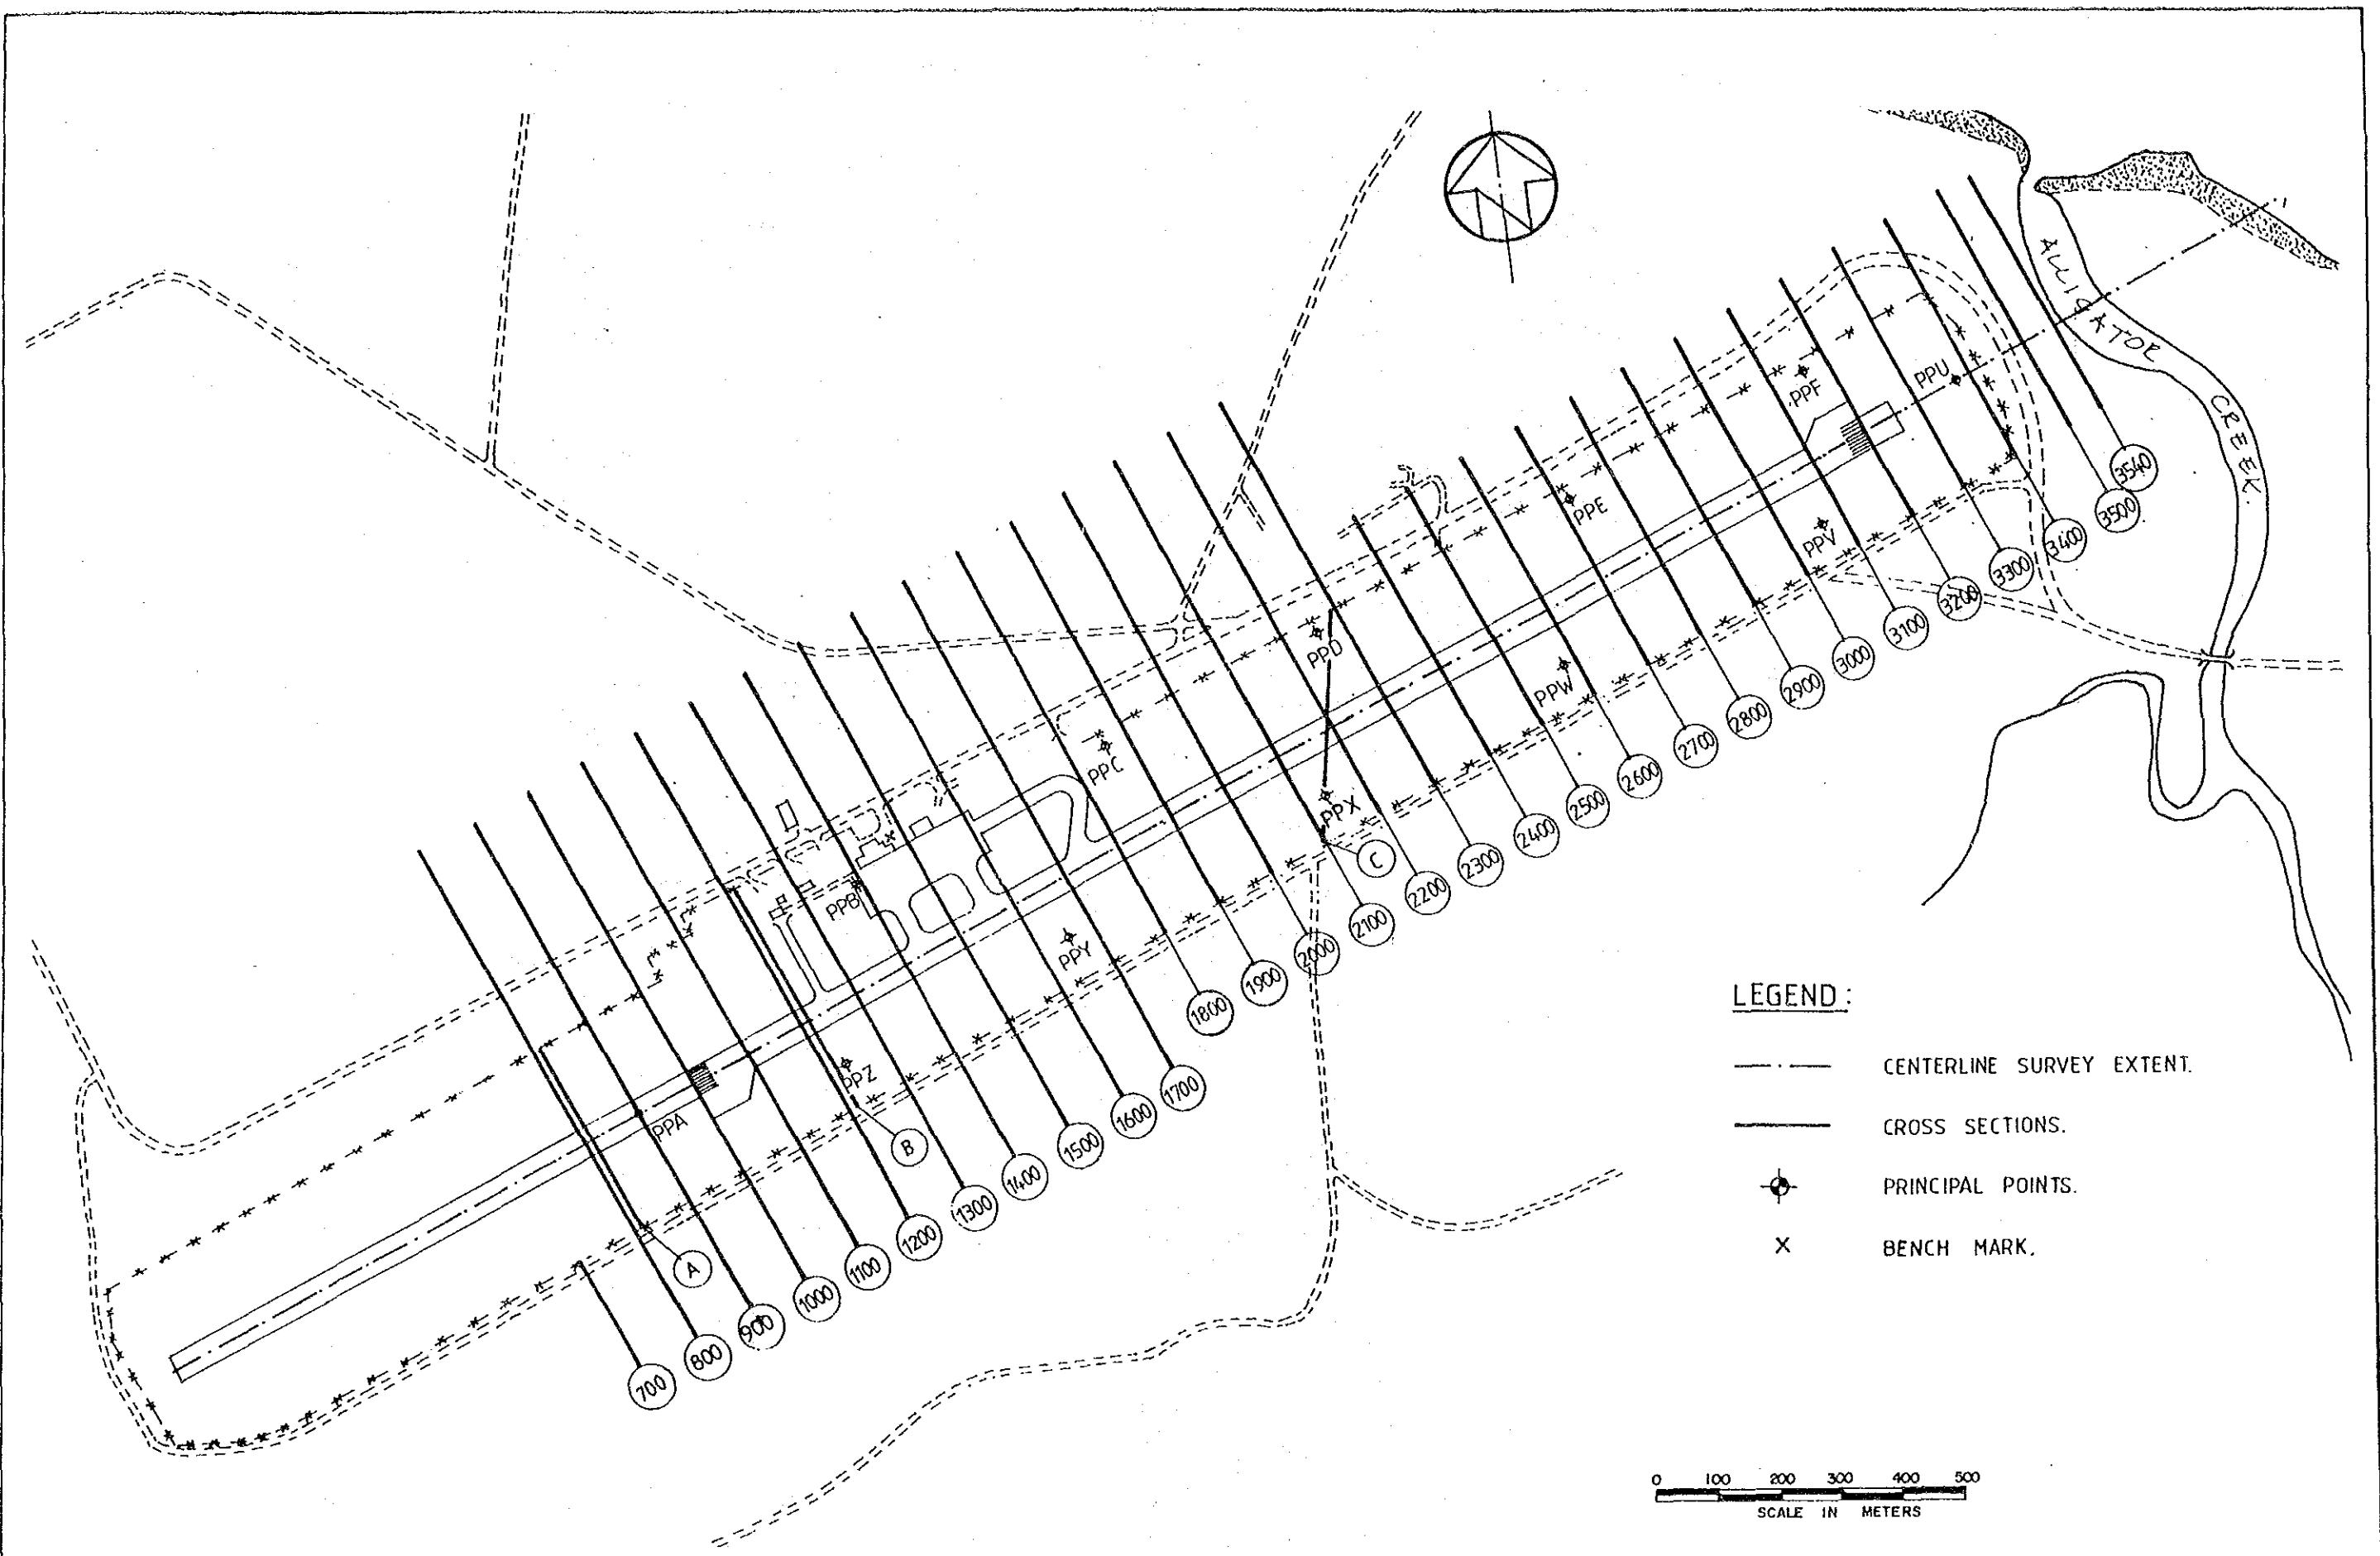 N
ALLIGATOR
CREEK.
PPU
PPF
PPE
PPV
PPD
PPW
PPC
PPX
PPB
PPY
PPZ
PPA
A
B
C
700
800
900
1000
1100
1200
1300
1400
1500
1600
1700
1800
1900
2000
2100
2200
2300
2400
2500
2600
2700
2800
2900
3000
3100
3200
3300
3400
3500
3540
LEGEND:
CENTERLINE SURVEY EXTENT.
CROSS SECTIONS.
PRINCIPAL POINTS.
BENCH MARK.
0 100 200 300 400 500
SCALE IN METERS